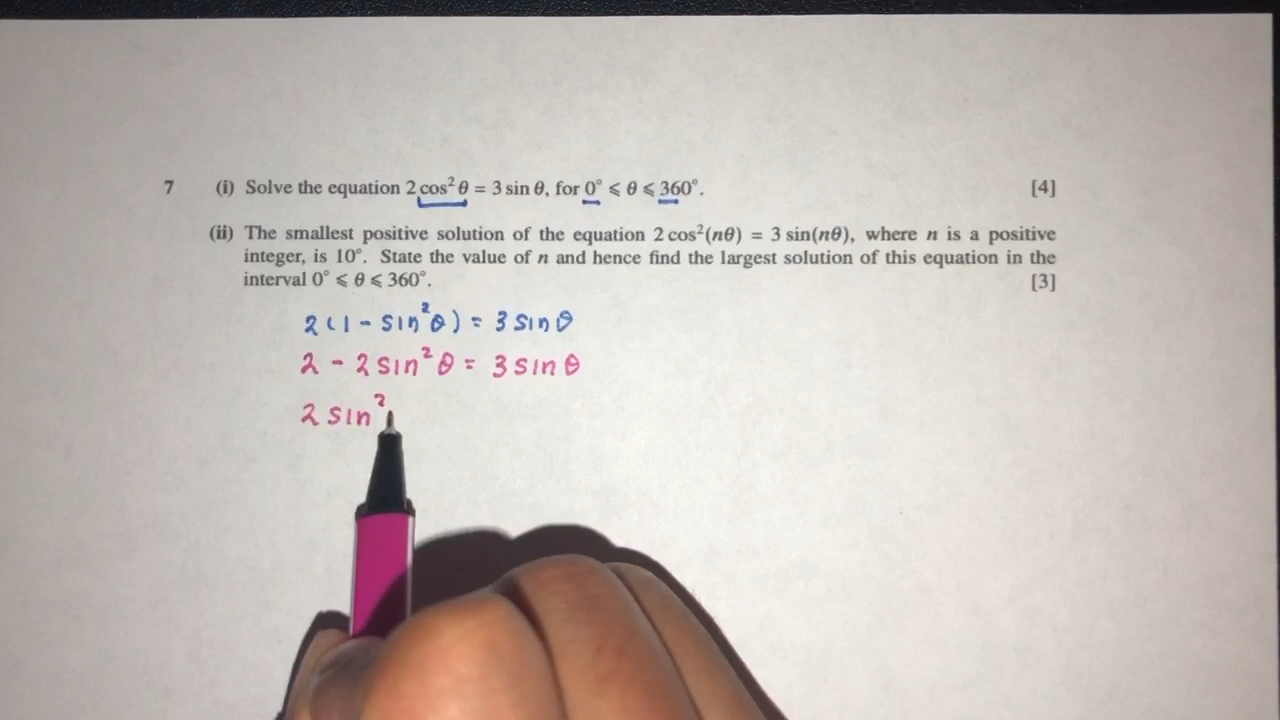 7 (i) Solve the equation 2 cos² θ = 3 sin θ, for 0° ⩽ θ ⩽ 360°. [4]
(ii) The smallest positive solution of the equation 2 cos²(nθ) = 3 sin(nθ), where n is a positive
integer, is 10°. State the value of n and hence find the largest solution of this equation in the
interval 0° ⩽ θ ⩽ 360°. [3]
2(1 - sin²θ) = 3 sinθ
2 - 2 sin²θ = 3 sinθ
2 sin²